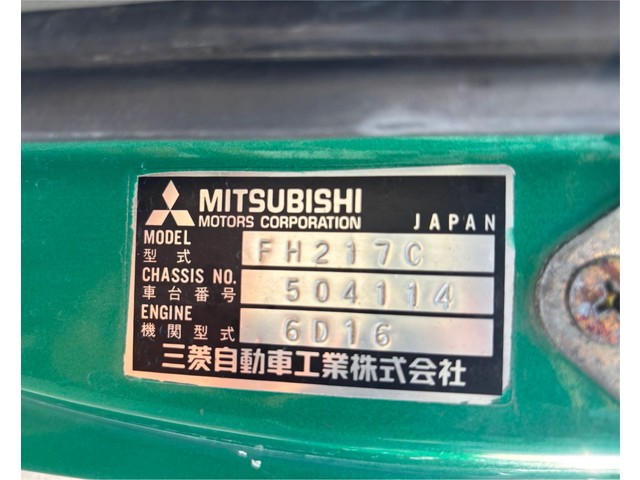 MITSUBISHI
MOTORS CORPORATION JAPAN
MODEL
型式 FH217C
CHASSIS NO.
車台番号 504114
ENGINE
機関型式 6D16
三菱自動車工業株式会社